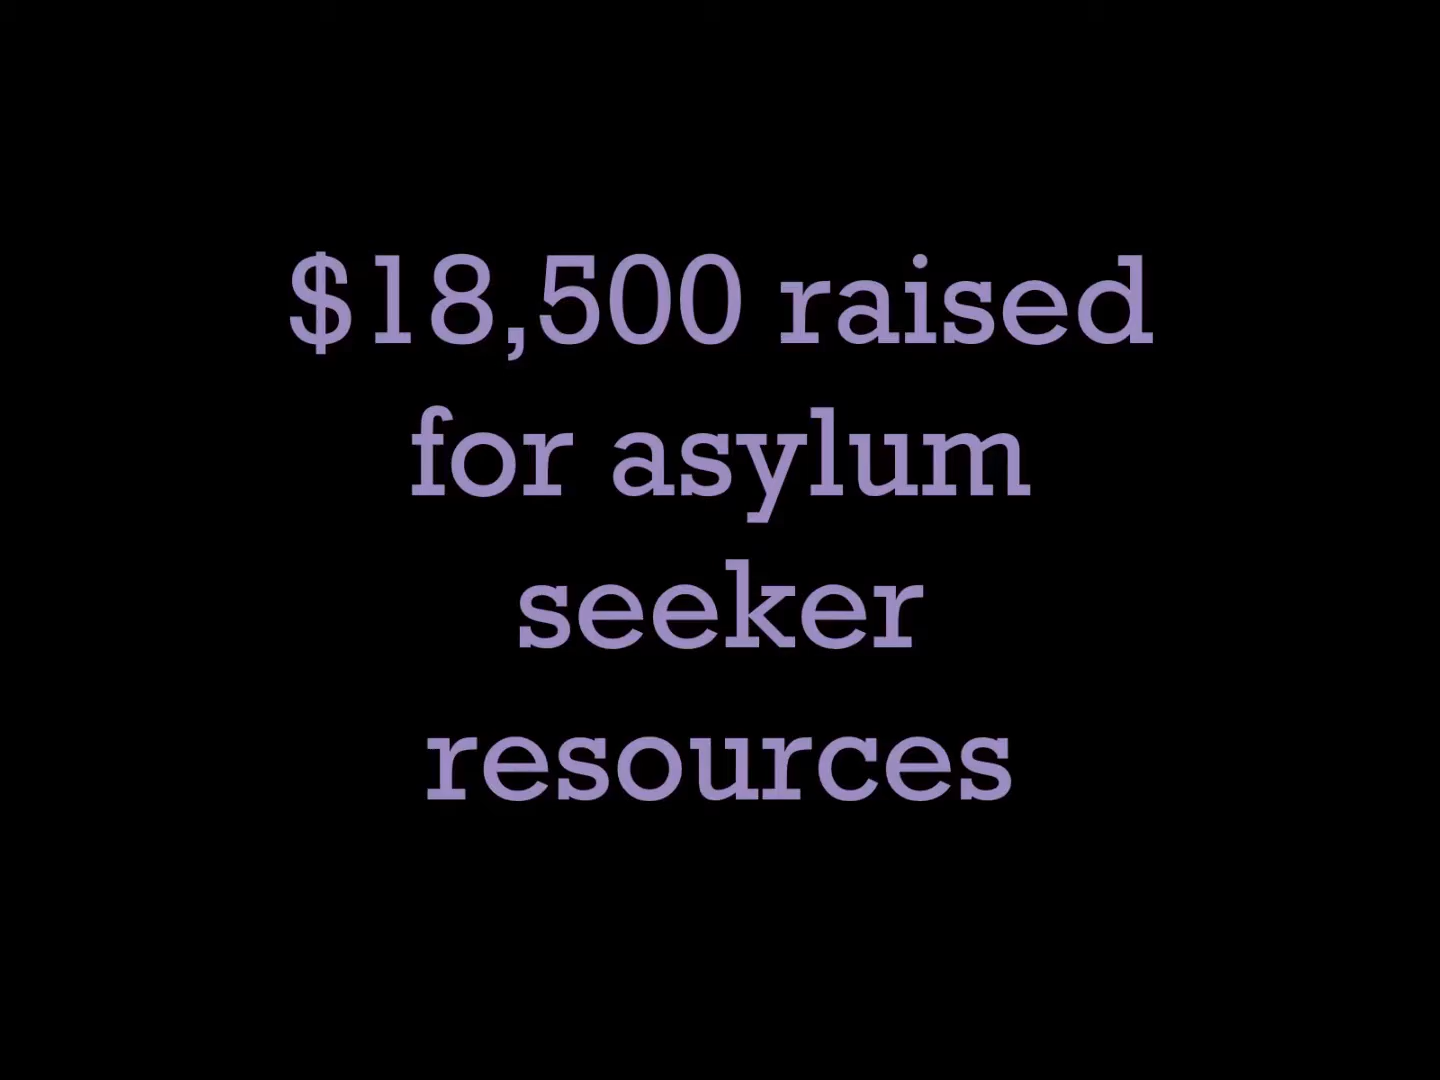 $18,500 raised
for asylum
seeker
resources